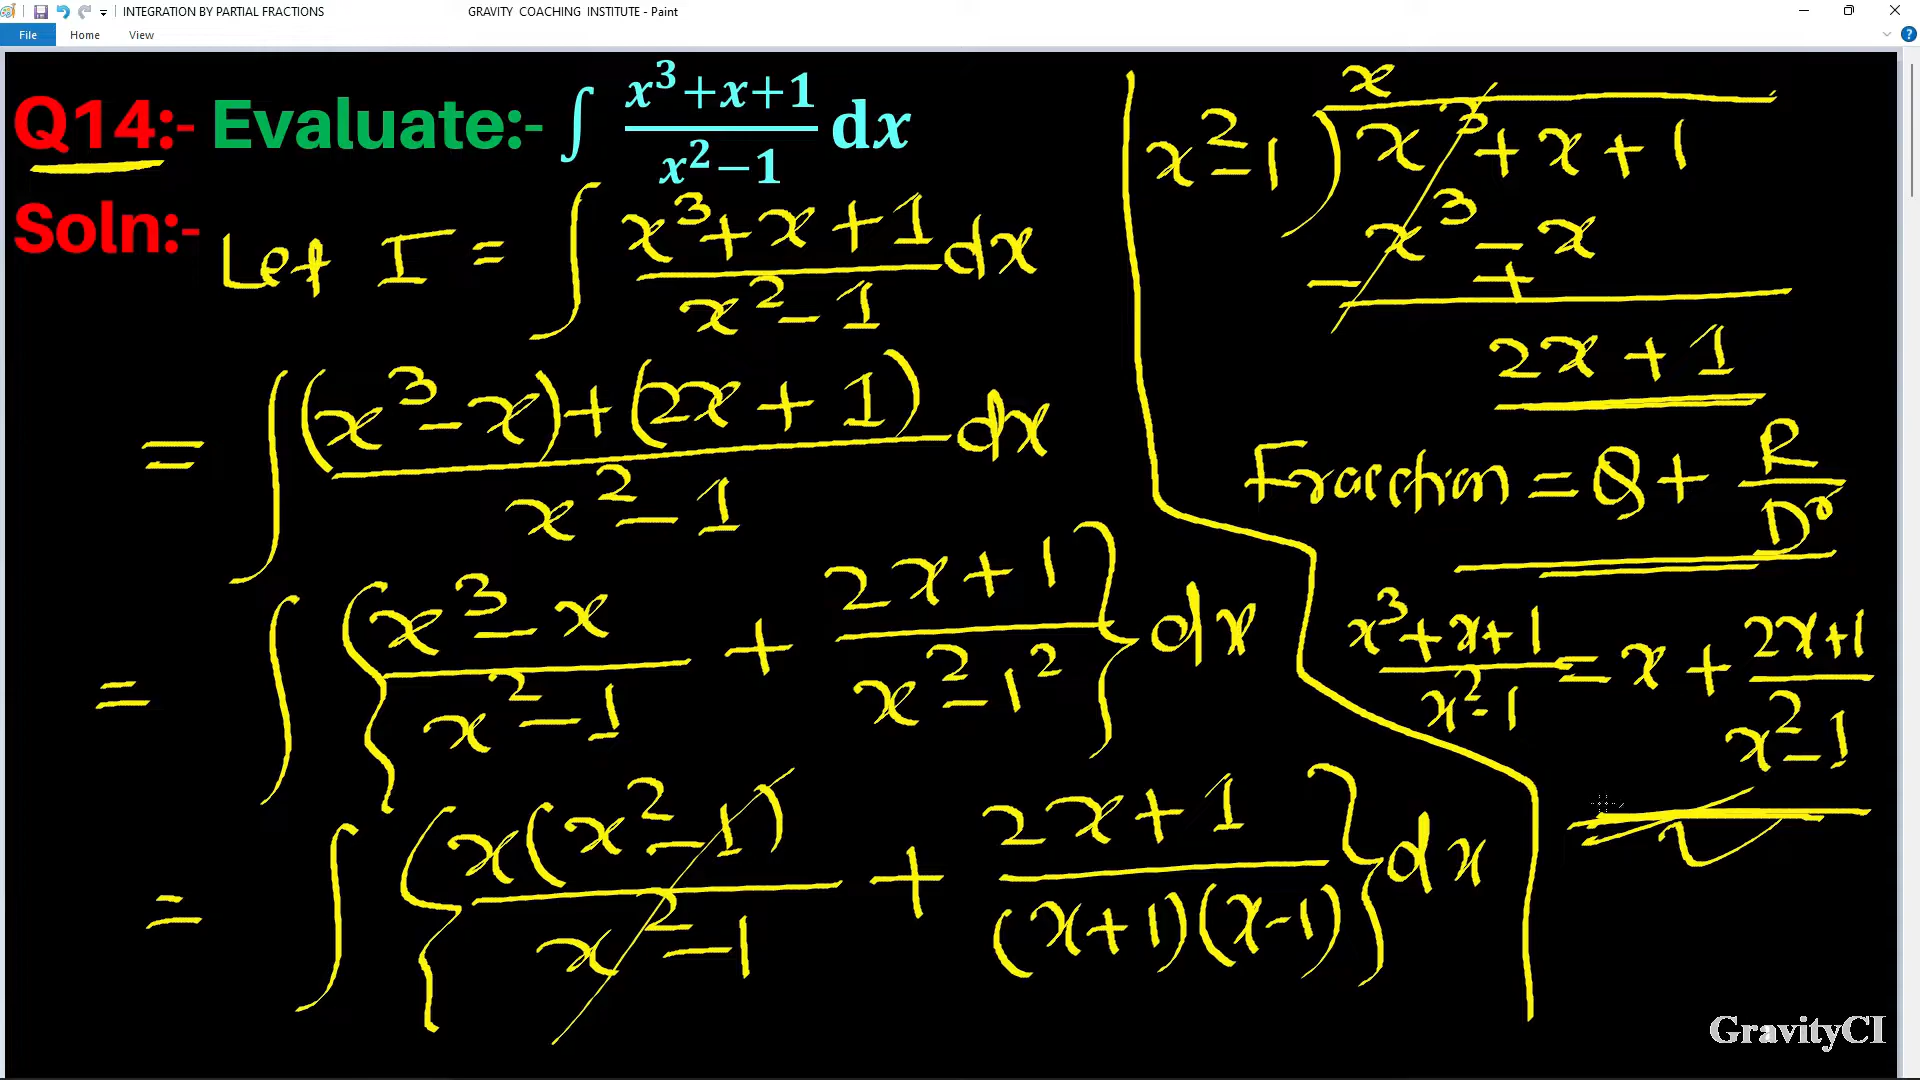 INTEGRATION BY PARTIAL FRACTIONS GRAVITY COACHING INSTITUTE - Paint
File Home View
Q14:- Evaluate:- ∫ (x³+x+1)/(x²−1) dx
Soln:- Let I = ∫ (x³+x+1)/(x²−1) dx
= ∫ ((x³−x)+(2x+1))/(x²−1) dx
= ∫ {(x³−x)/(x²−1) + (2x+1)/(x²−1²)} dx
= ∫ {x(x²−1)/(x²−1) + (2x+1)/((x+1)(x−1))} dx
x
x²−1 ) x³+x+1
x³−x
− +
2x+1
Fraction = Q + R/Dʳ
(x³+x+1)/(x²−1) = x + (2x+1)/(x²−1)
GravityCI